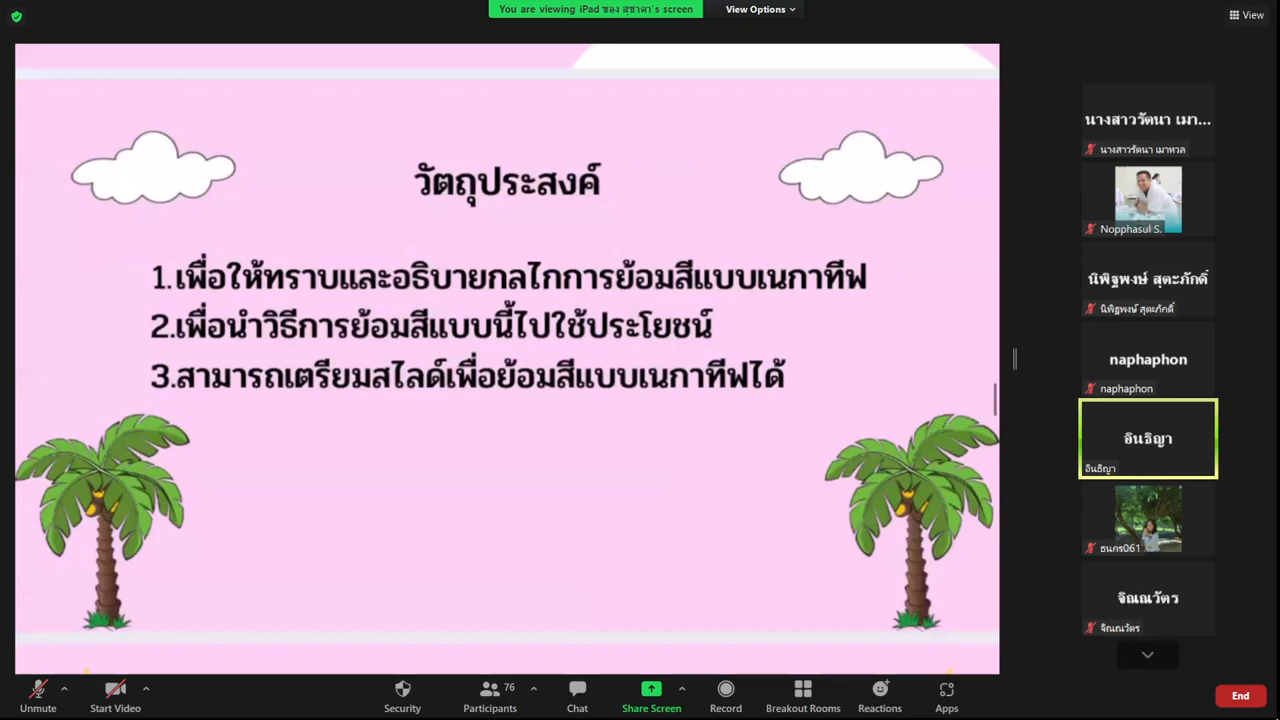 You are viewing iPad ของ สุชาดา's screen
View Options
View
วัตถุประสงค์
1.เพื่อให้ทราบและอธิบายกลไกการย้อมสีแบบเนกาทีฟ
2.เพื่อนำวิธีการย้อมสีแบบนี้ไปใช้ประโยชน์
3.สามารถเตรียมสไลด์เพื่อย้อมสีแบบเนกาทีฟได้
นางสาววัตนา เมา...
นางสาวรัตนา เมาหวล
Nopphasul S.
นิพิฐพงษ์ สุตะภักดิ์
นิพิฐพงษ์ สุตะภักดิ์
naphaphon
naphaphon
อินธิญา
อินธิญา
ธนกร061
จิณณวัตร
จิณณวัตร
Unmute
Start Video
Security
76
Participants
Chat
Share Screen
Record
Breakout Rooms
Reactions
Apps
End